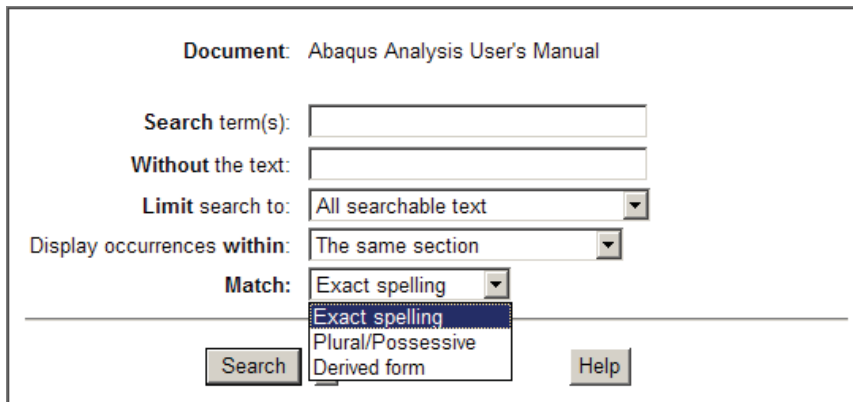 Document: Abaqus Analysis User's Manual
Search term(s):
Without the text:
Limit search to: All searchable text
Display occurrences within: The same section
Match: Exact spelling
Exact spelling
Plural/Possessive
Derived form
Search Help